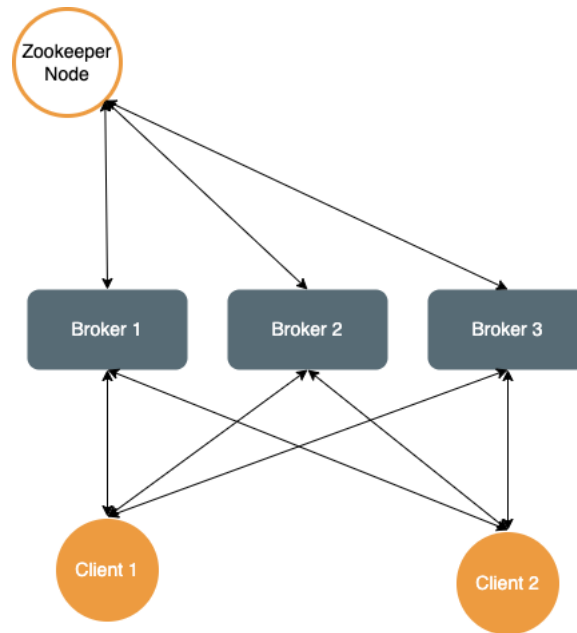 Zookeeper
Node
Broker 1
Broker 2
Broker 3
Client 1
Client 2